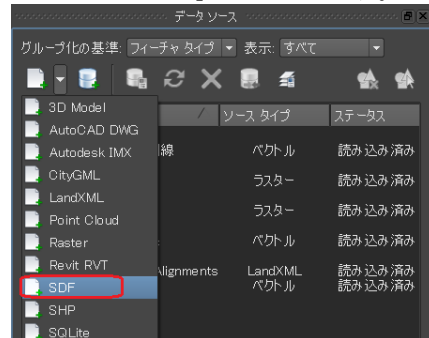 データ ソース
グループ化の基準: フィーチャ タイプ 表示: すべて
ソース タイプ ステータス
3D Model
AutoCAD DWG
Autodesk IMX 線 ベクトル 読み込み済み
CityGML ラスター 読み込み済み
LandXML
Point Cloud ラスター 読み込み済み
Raster ベクトル 読み込み済み
Revit RVT Alignments LandXML 読み込み済み
SDF ベクトル 読み込み済み
SHP
SQLite